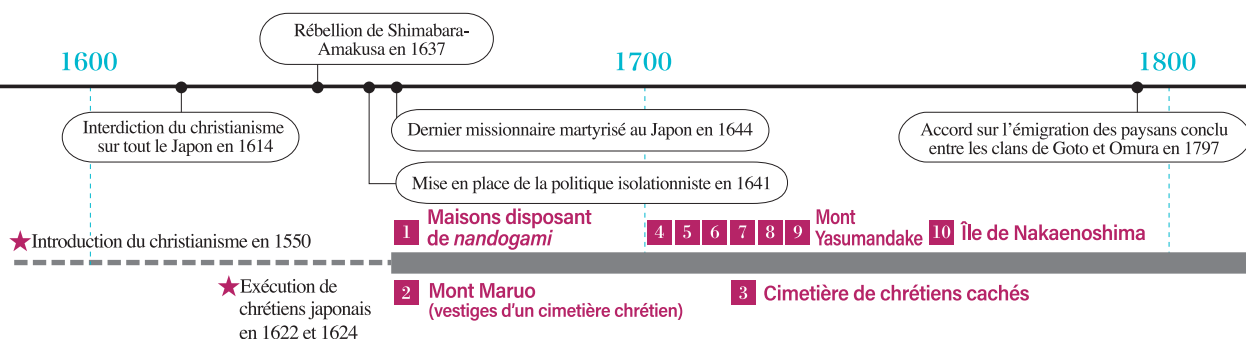 Rébellion de Shimabara-
Amakusa en 1637
1600
1700
1800
Interdiction du christianisme
sur tout le Japon en 1614
Dernier missionnaire martyrisé au Japon en 1644
Accord sur l’émigration des paysans conclu
entre les clans de Goto et Omura en 1797
Mise en place de la politique isolationniste en 1641
1 Maisons disposant
de nandogami
4 5 6 7 8 9 Mont
Yasumandake
10 Île de Nakaenoshima
★Introduction du christianisme en 1550
★Exécution de
chrétiens japonais
en 1622 et 1624
2 Mont Maruo
(vestiges d’un cimetière chrétien)
3 Cimetière de chrétiens cachés